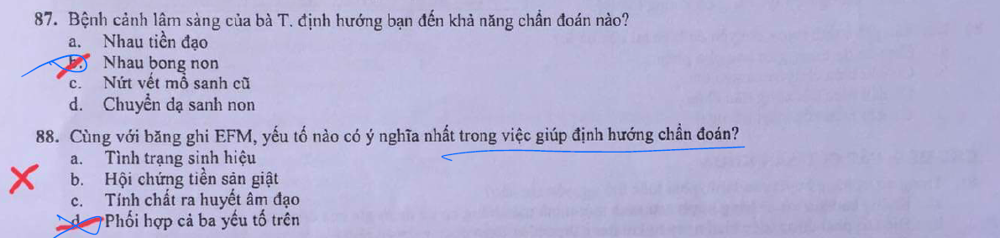 87. Bệnh cảnh lâm sàng của bà T. định hướng bạn đến khả năng chẩn đoán nào?
a. Nhau tiền đạo
b. Nhau bong non
c. Nứt vết mổ sanh cũ
d. Chuyển dạ sanh non
88. Cùng với băng ghi EFM, yếu tố nào có ý nghĩa nhất trong việc giúp định hướng chẩn đoán?
a. Tình trạng sinh hiệu
b. Hội chứng tiền sản giật
c. Tính chất ra huyết âm đạo
d. Phối hợp cả ba yếu tố trên